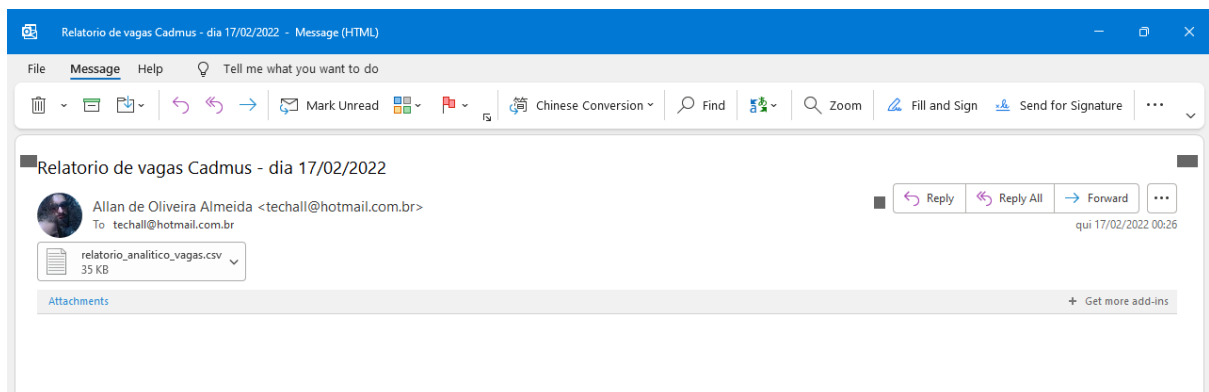 Relatorio de vagas Cadmus - dia 17/02/2022 - Message (HTML)
File Message Help Tell me what you want to do
Mark Unread Chinese Conversion Find Zoom Fill and Sign Send for Signature
Relatorio de vagas Cadmus - dia 17/02/2022
Allan de Oliveira Almeida <techall@hotmail.com.br>
To techall@hotmail.com.br
Reply Reply All Forward
qui 17/02/2022 00:26
relatorio_analitico_vagas.csv
35 KB
Attachments + Get more add-ins